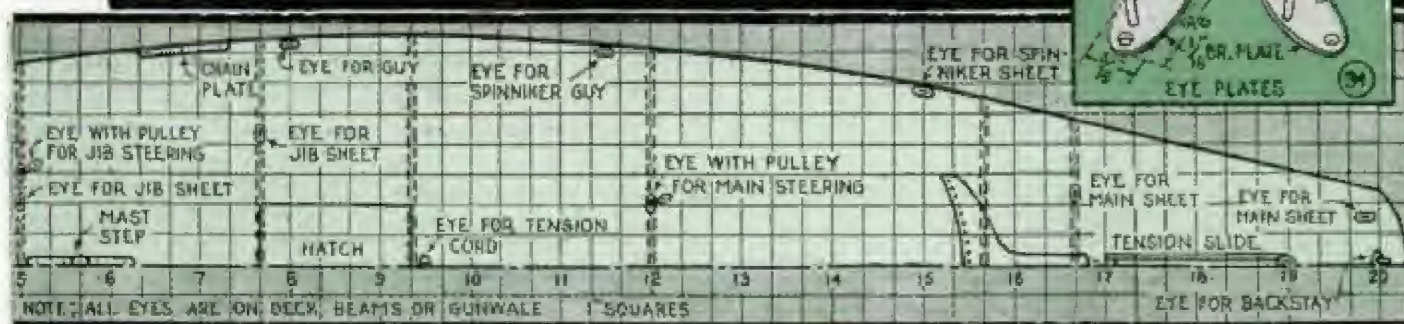 BR. PLATE
EYE PLATES
M
CHAIN
PLATE
EYE FOR GUY
EYE FOR
SPINNIKER GUY
EYE FOR SPIN-
NIKER SHEET
EYE WITH PULLEY
FOR JIB STEERING
EYE FOR
JIB SHEET
EYE FOR JIB SHEET
EYE WITH PULLEY
FOR MAIN STEERING
EYE FOR
MAIN SHEET
EYE FOR
MAIN SHEET
MAST
STEP
HATCH
EYE FOR TENSION
CORD
TENSION SLIDE
5 6 7 8 9 10 11 12 13 14 15 16 17 18 19 20
NOTE: ALL EYES ARE ON DECK, BEAMS OR GUNWALE 1" SQUARES
EYE FOR BACKSTAY